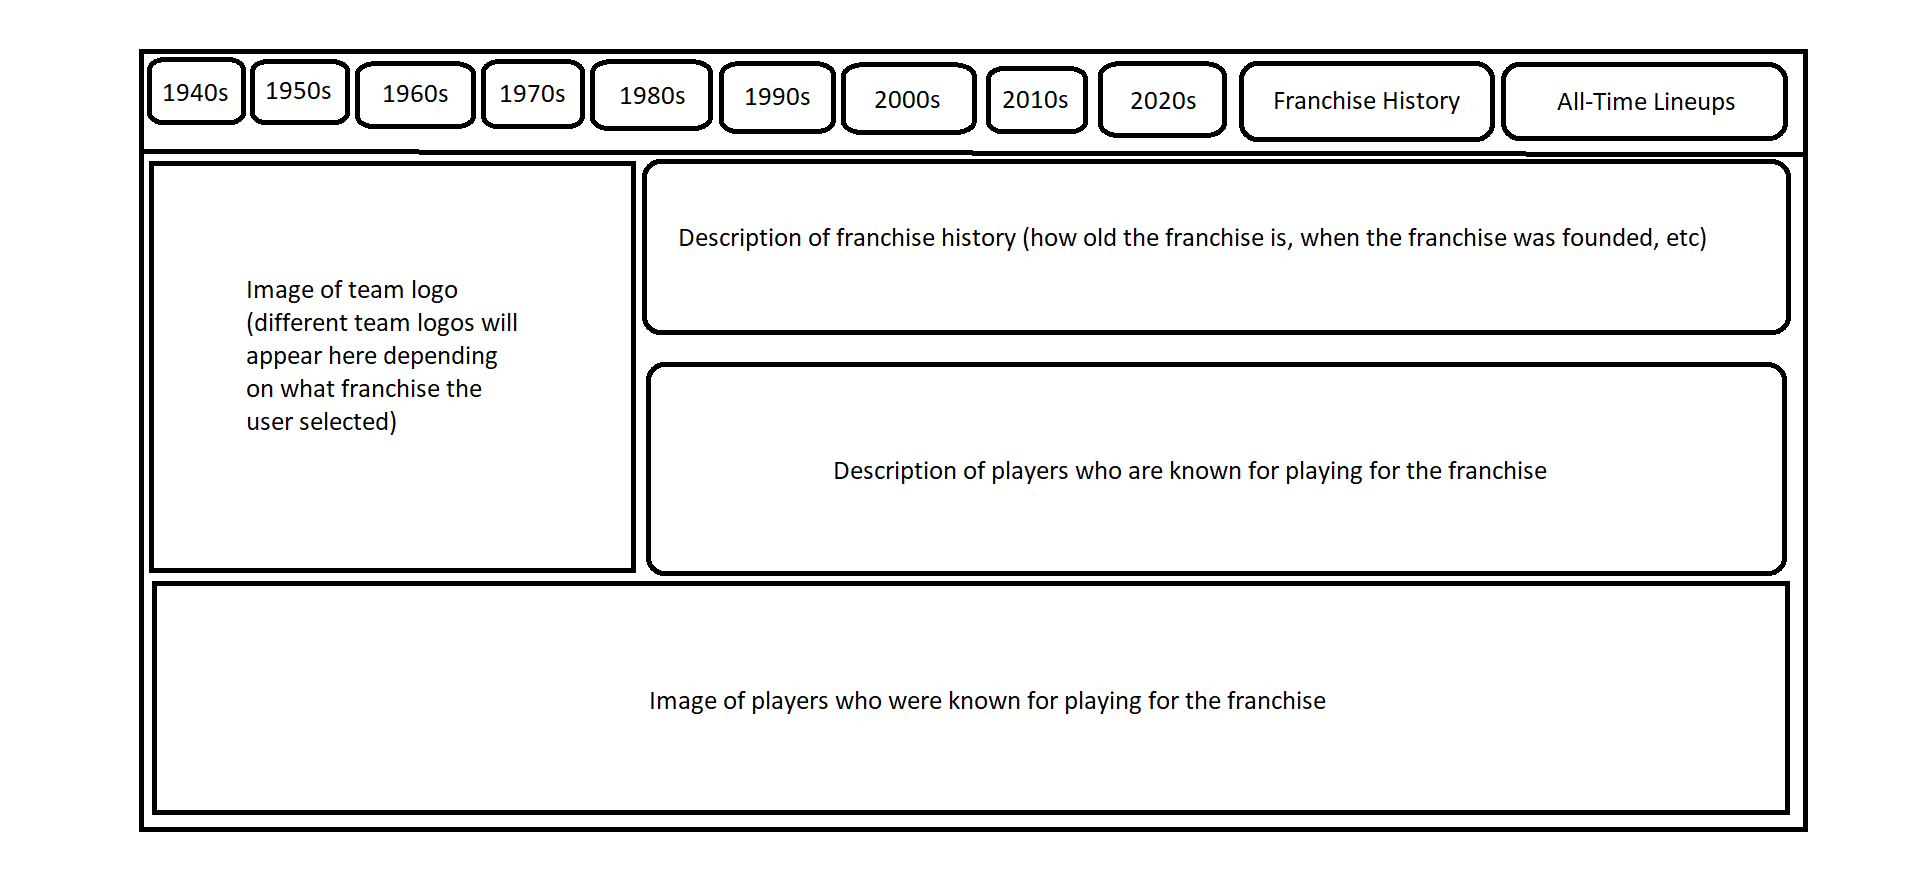 1940s
1950s
1960s
1970s
1980s
1990s
2000s
2010s
2020s
Franchise History
All-Time Lineups
Image of team logo
(different team logos will
appear here depending
on what franchise the
user selected)
Description of franchise history (how old the franchise is, when the franchise was founded, etc)
Description of players who are known for playing for the franchise
Image of players who were known for playing for the franchise